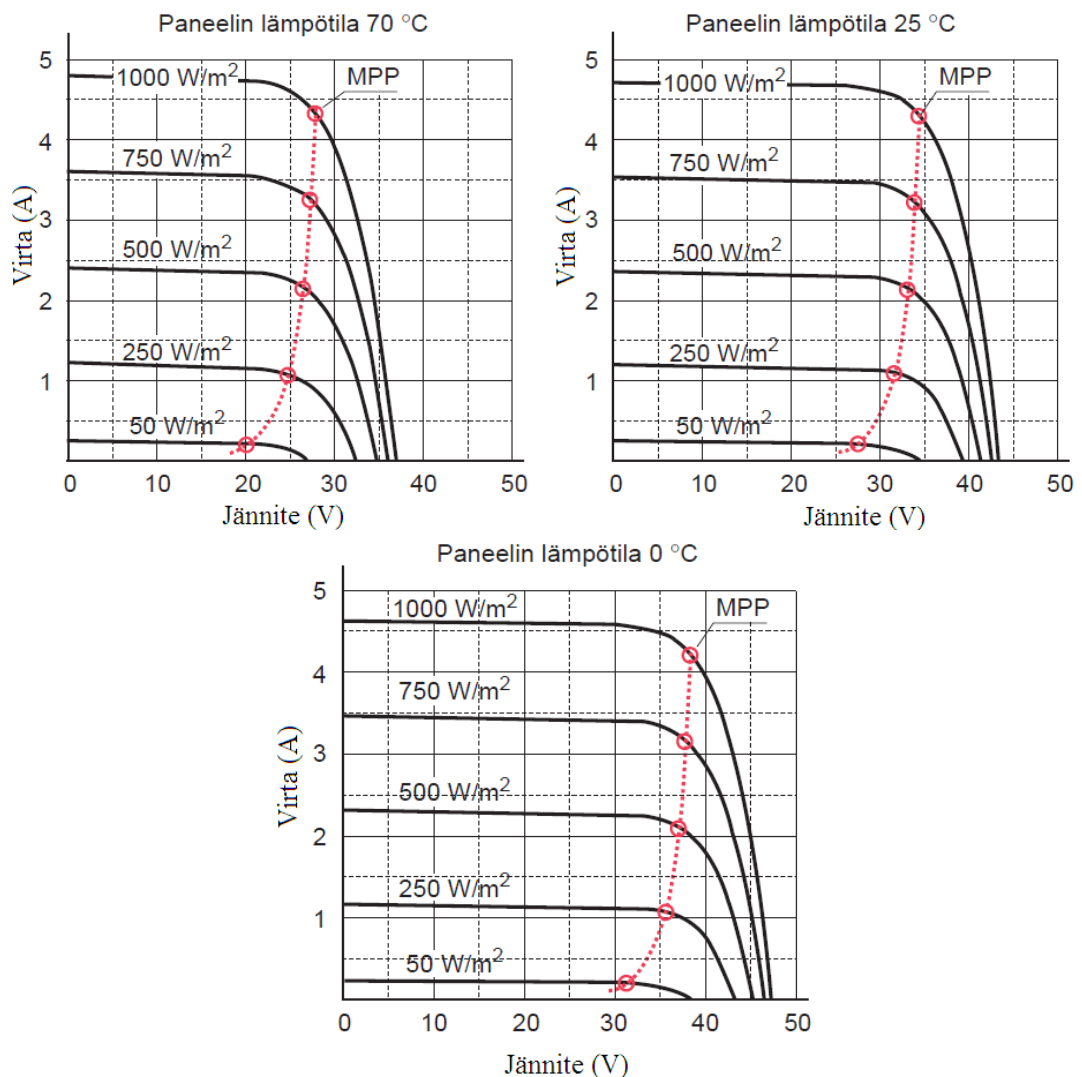 Paneelin lämpötila 70 °C
5
4
3
2
1
Virta (A)
1000 W/m²
750 W/m²
500 W/m²
250 W/m²
50 W/m²
MPP
0 10 20 30 40 50
Jännite (V)
Paneelin lämpötila 25 °C
5
4
3
2
1
Virta (A)
1000 W/m²
750 W/m²
500 W/m²
250 W/m²
50 W/m²
MPP
0 10 20 30 40 50
Jännite (V)
Paneelin lämpötila 0 °C
5
4
3
2
1
Virta (A)
1000 W/m²
750 W/m²
500 W/m²
250 W/m²
50 W/m²
MPP
0 10 20 30 40 50
Jännite (V)